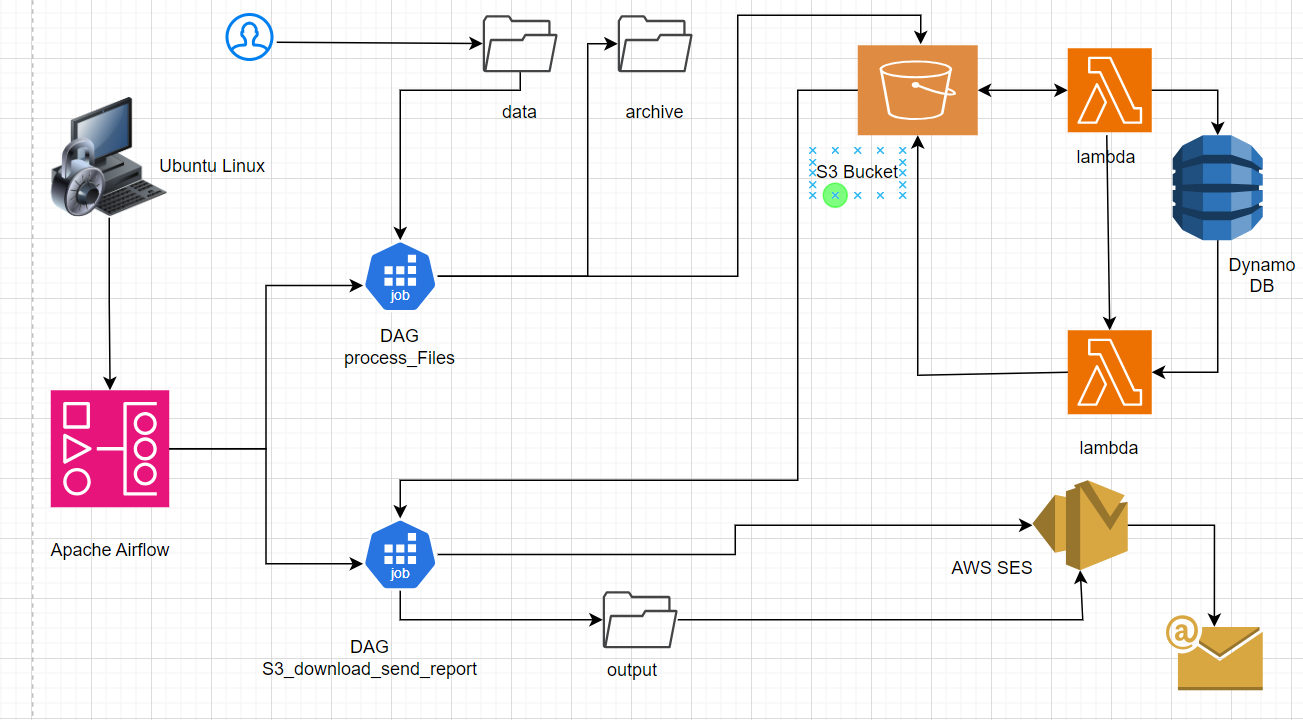 data
archive
Ubuntu Linux
lambda
S3 Bucket
Dynamo
DB
job
DAG
process_Files
lambda
Apache Airflow
job
AWS SES
@
DAG
S3_download_send_report
output